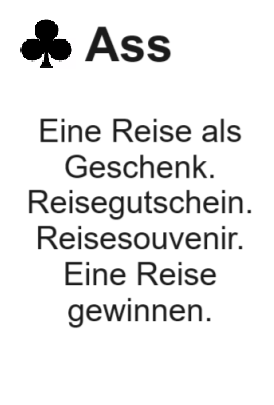 ♣ Ass
Eine Reise als
Geschenk.
Reisegutschein.
Reisesouvenir.
Eine Reise
gewinnen.